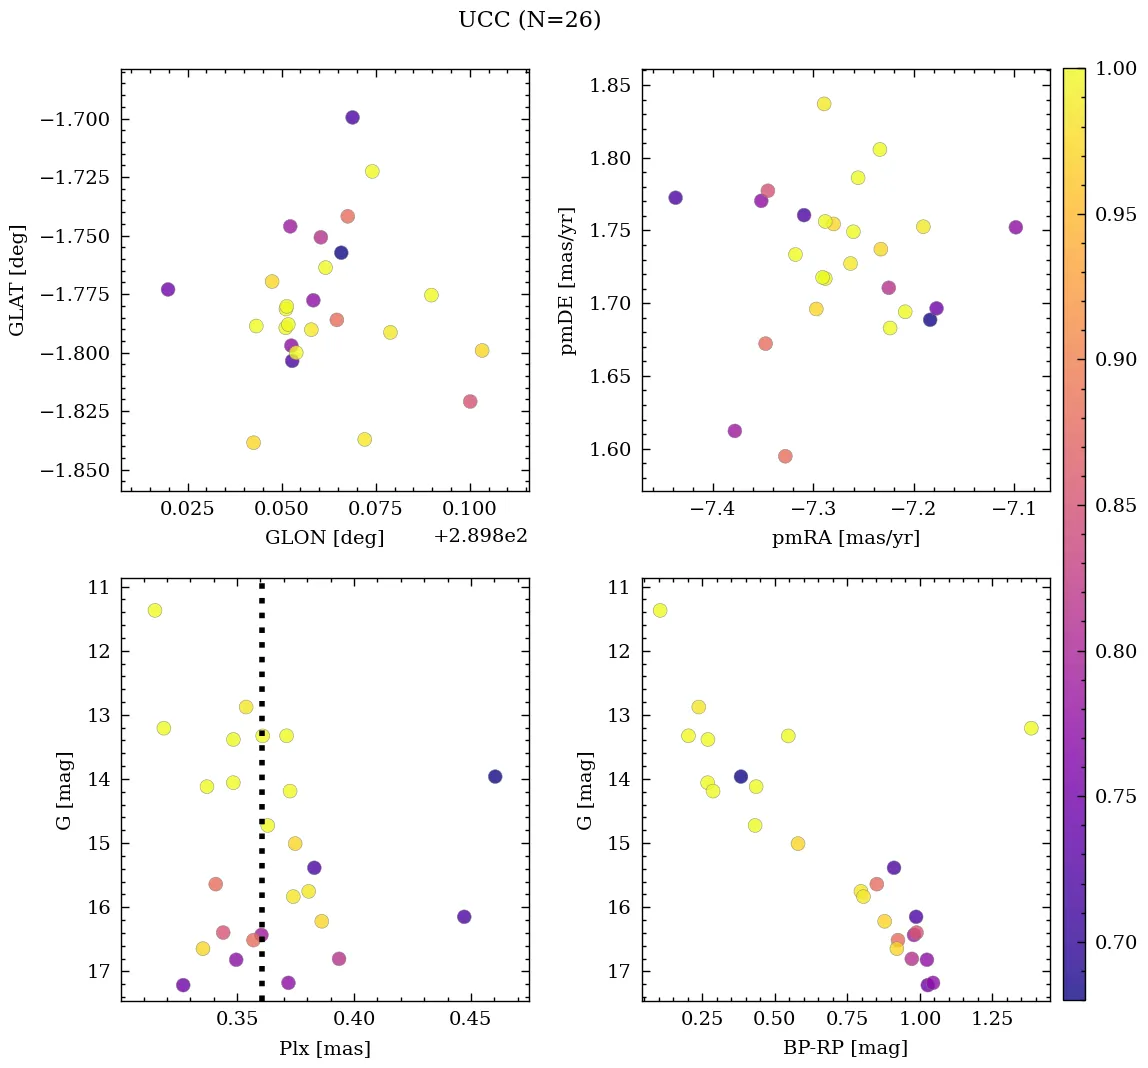 UCC (N=26)
−1.700
−1.725
−1.750
−1.775
−1.800
−1.825
−1.850
GLAT [deg]
0.025 0.050 0.075 0.100
GLON [deg]
+2.898e2
1.85
1.80
1.75
1.70
1.65
1.60
pmDE [mas/yr]
−7.4 −7.3 −7.2 −7.1
pmRA [mas/yr]
11
12
13
14
15
16
17
G [mag]
0.35 0.40 0.45
Plx [mas]
11
12
13
14
15
16
17
G [mag]
0.25 0.50 0.75 1.00 1.25
BP-RP [mag]
1.00
0.95
0.90
0.85
0.80
0.75
0.70